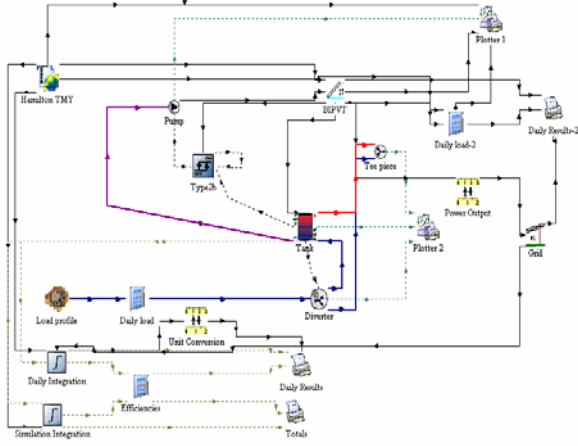 Plotter 1
Hamilton TMY
Pump
BIPVT
Daily load-2
Daily Results-2
Tee piece
Type2b
Power Output
Tank
Plotter 2
Grid
Load profile
Daily load
Diverter
Unit Conversion
Daily Integration
Daily Results
Efficiencies
Simulation Integration
Totals